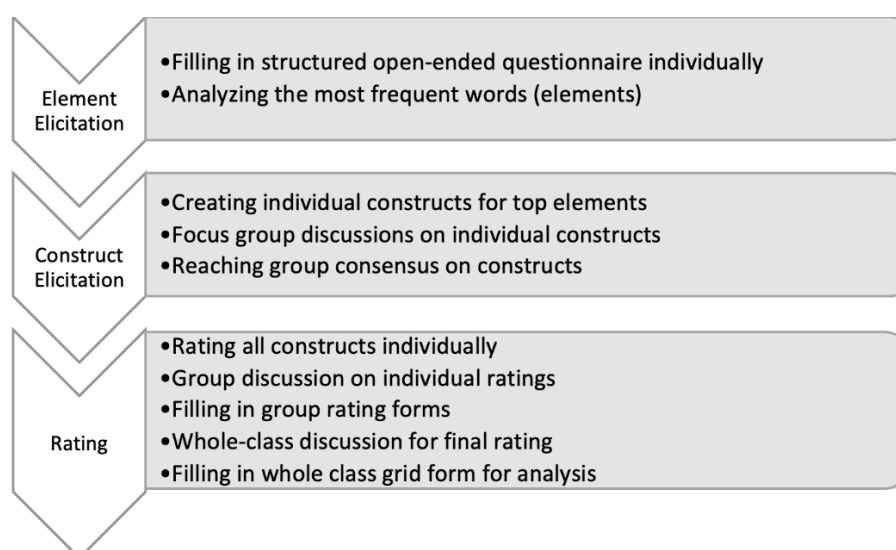 Element
Elicitation
•Filling in structured open-ended questionnaire individually
•Analyzing the most frequent words (elements)
Construct
Elicitation
•Creating individual constructs for top elements
•Focus group discussions on individual constructs
•Reaching group consensus on constructs
Rating
•Rating all constructs individually
•Group discussion on individual ratings
•Filling in group rating forms
•Whole-class discussion for final rating
•Filling in whole class grid form for analysis